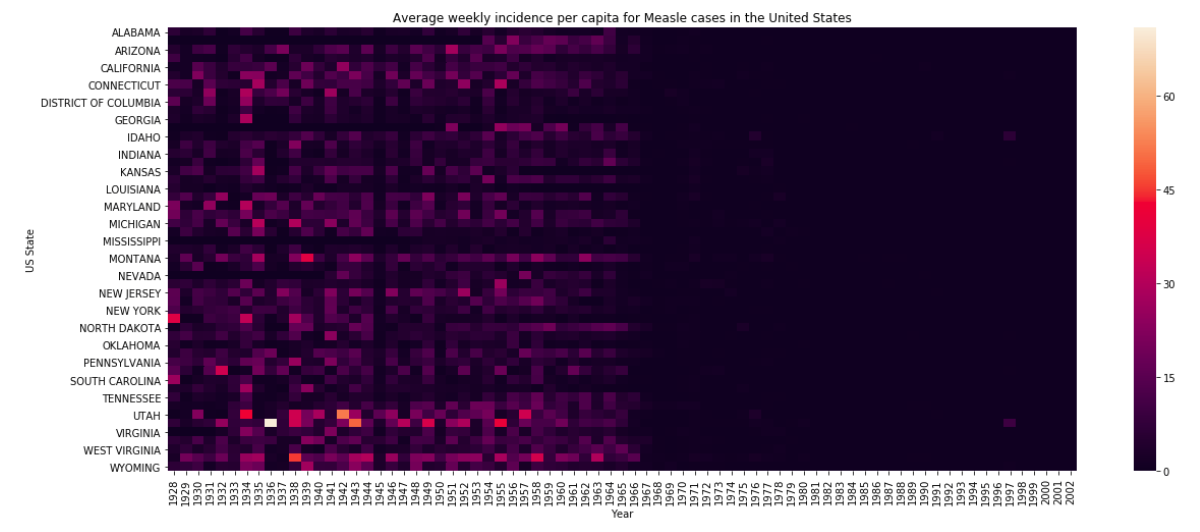 Average weekly incidence per capita for Measle cases in the United States
ALABAMA
ARIZONA
CALIFORNIA
CONNECTICUT
DISTRICT OF COLUMBIA
GEORGIA
IDAHO
INDIANA
KANSAS
LOUISIANA
MARYLAND
MICHIGAN
MISSISSIPPI
MONTANA
NEVADA
NEW JERSEY
NEW YORK
NORTH DAKOTA
OKLAHOMA
PENNSYLVANIA
SOUTH CAROLINA
TENNESSEE
UTAH
VIRGINIA
WEST VIRGINIA
WYOMING
US State
1928 1929 1930 1931 1932 1933 1934 1935 1936 1937 1938 1939 1940 1941 1942 1943 1944 1945 1946 1947 1948 1949 1950 1951 1952 1953 1954 1955 1956 1957 1958 1959 1960 1961 1962 1963 1964 1965 1966 1967 1968 1969 1970 1971 1972 1973 1974 1975 1976 1977 1978 1979 1980 1981 1982 1983 1984 1985 1986 1987 1988 1989 1990 1991 1992 1993 1994 1995 1996 1997 1998 1999 2000 2001 2002
Year
60
45
30
15
0